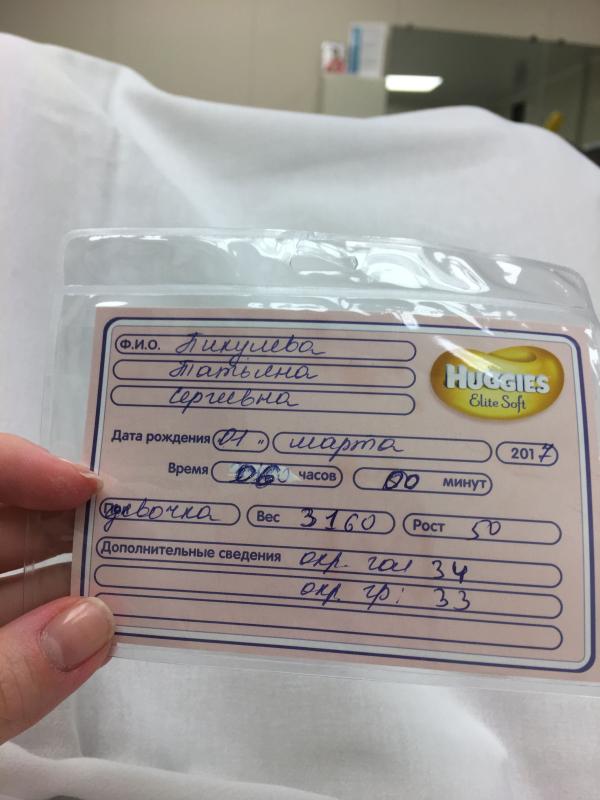 Ф.И.О. Пикулева
Татьяна
Сергеевна
HUGGIES
Elite Soft
Дата рождения 01 " марта 2017
Время 06 часов 00 минут
девочка Вес 3160 Рост 50
Дополнительные сведения окр. гол 34
окр. гр: 33